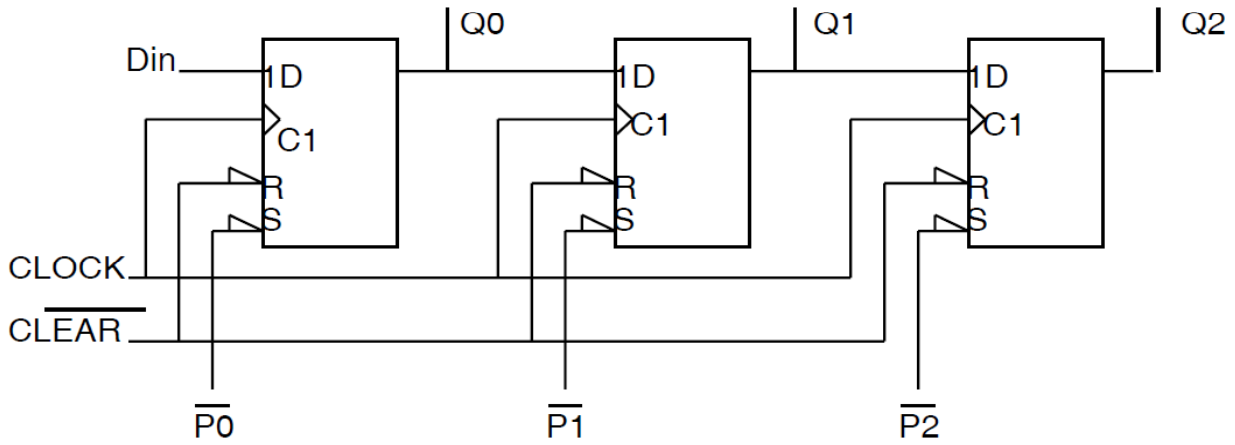 Q0 Q1 Q2
Din 1D 1D 1D
C1 C1 C1
R R R
S S S
CLOCK
CLEAR
P0 P1 P2